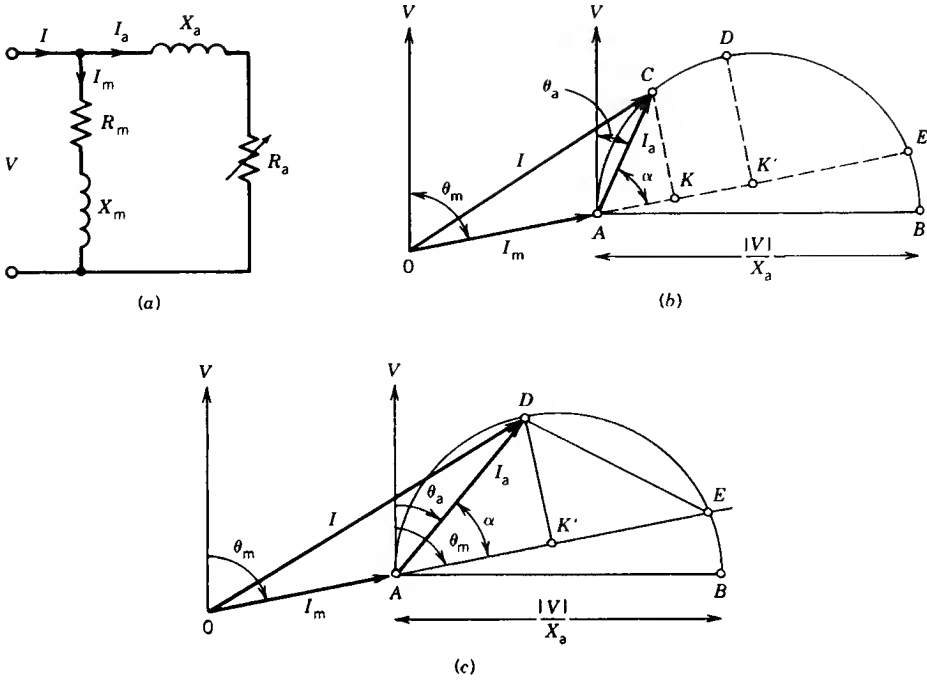 I
I_a
X_a
I_m
R_m
V
R_a
X_m
(a)
V
V
D
C
θ_a
E
I
I_a
K'
θ_m
α
K
I_m
A
B
0
|V|
X_a
(b)
V
V
D
I_a
I
θ_a
E
α
θ_m
K'
θ_m
A
B
I_m
0
|V|
X_a
(c)